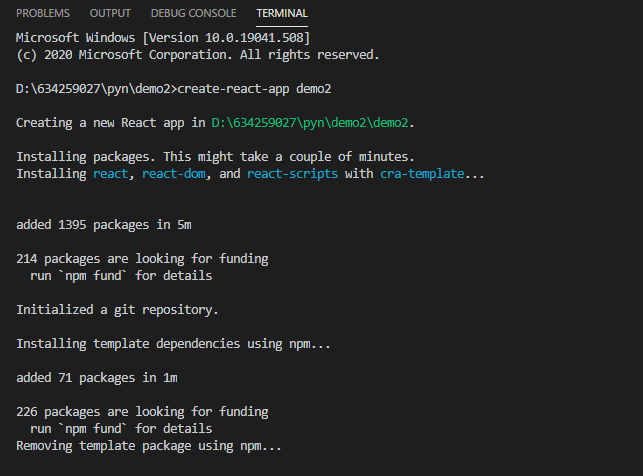 PROBLEMS OUTPUT DEBUG CONSOLE TERMINAL
Microsoft Windows [Version 10.0.19041.508]
(c) 2020 Microsoft Corporation. All rights reserved.
D:\634259027\pyn\demo2>create-react-app demo2
Creating a new React app in D:\634259027\pyn\demo2\demo2.
Installing packages. This might take a couple of minutes.
Installing react, react-dom, and react-scripts with cra-template...
added 1395 packages in 5m
214 packages are looking for funding
run `npm fund` for details
Initialized a git repository.
Installing template dependencies using npm...
added 71 packages in 1m
226 packages are looking for funding
run `npm fund` for details
Removing template package using npm...